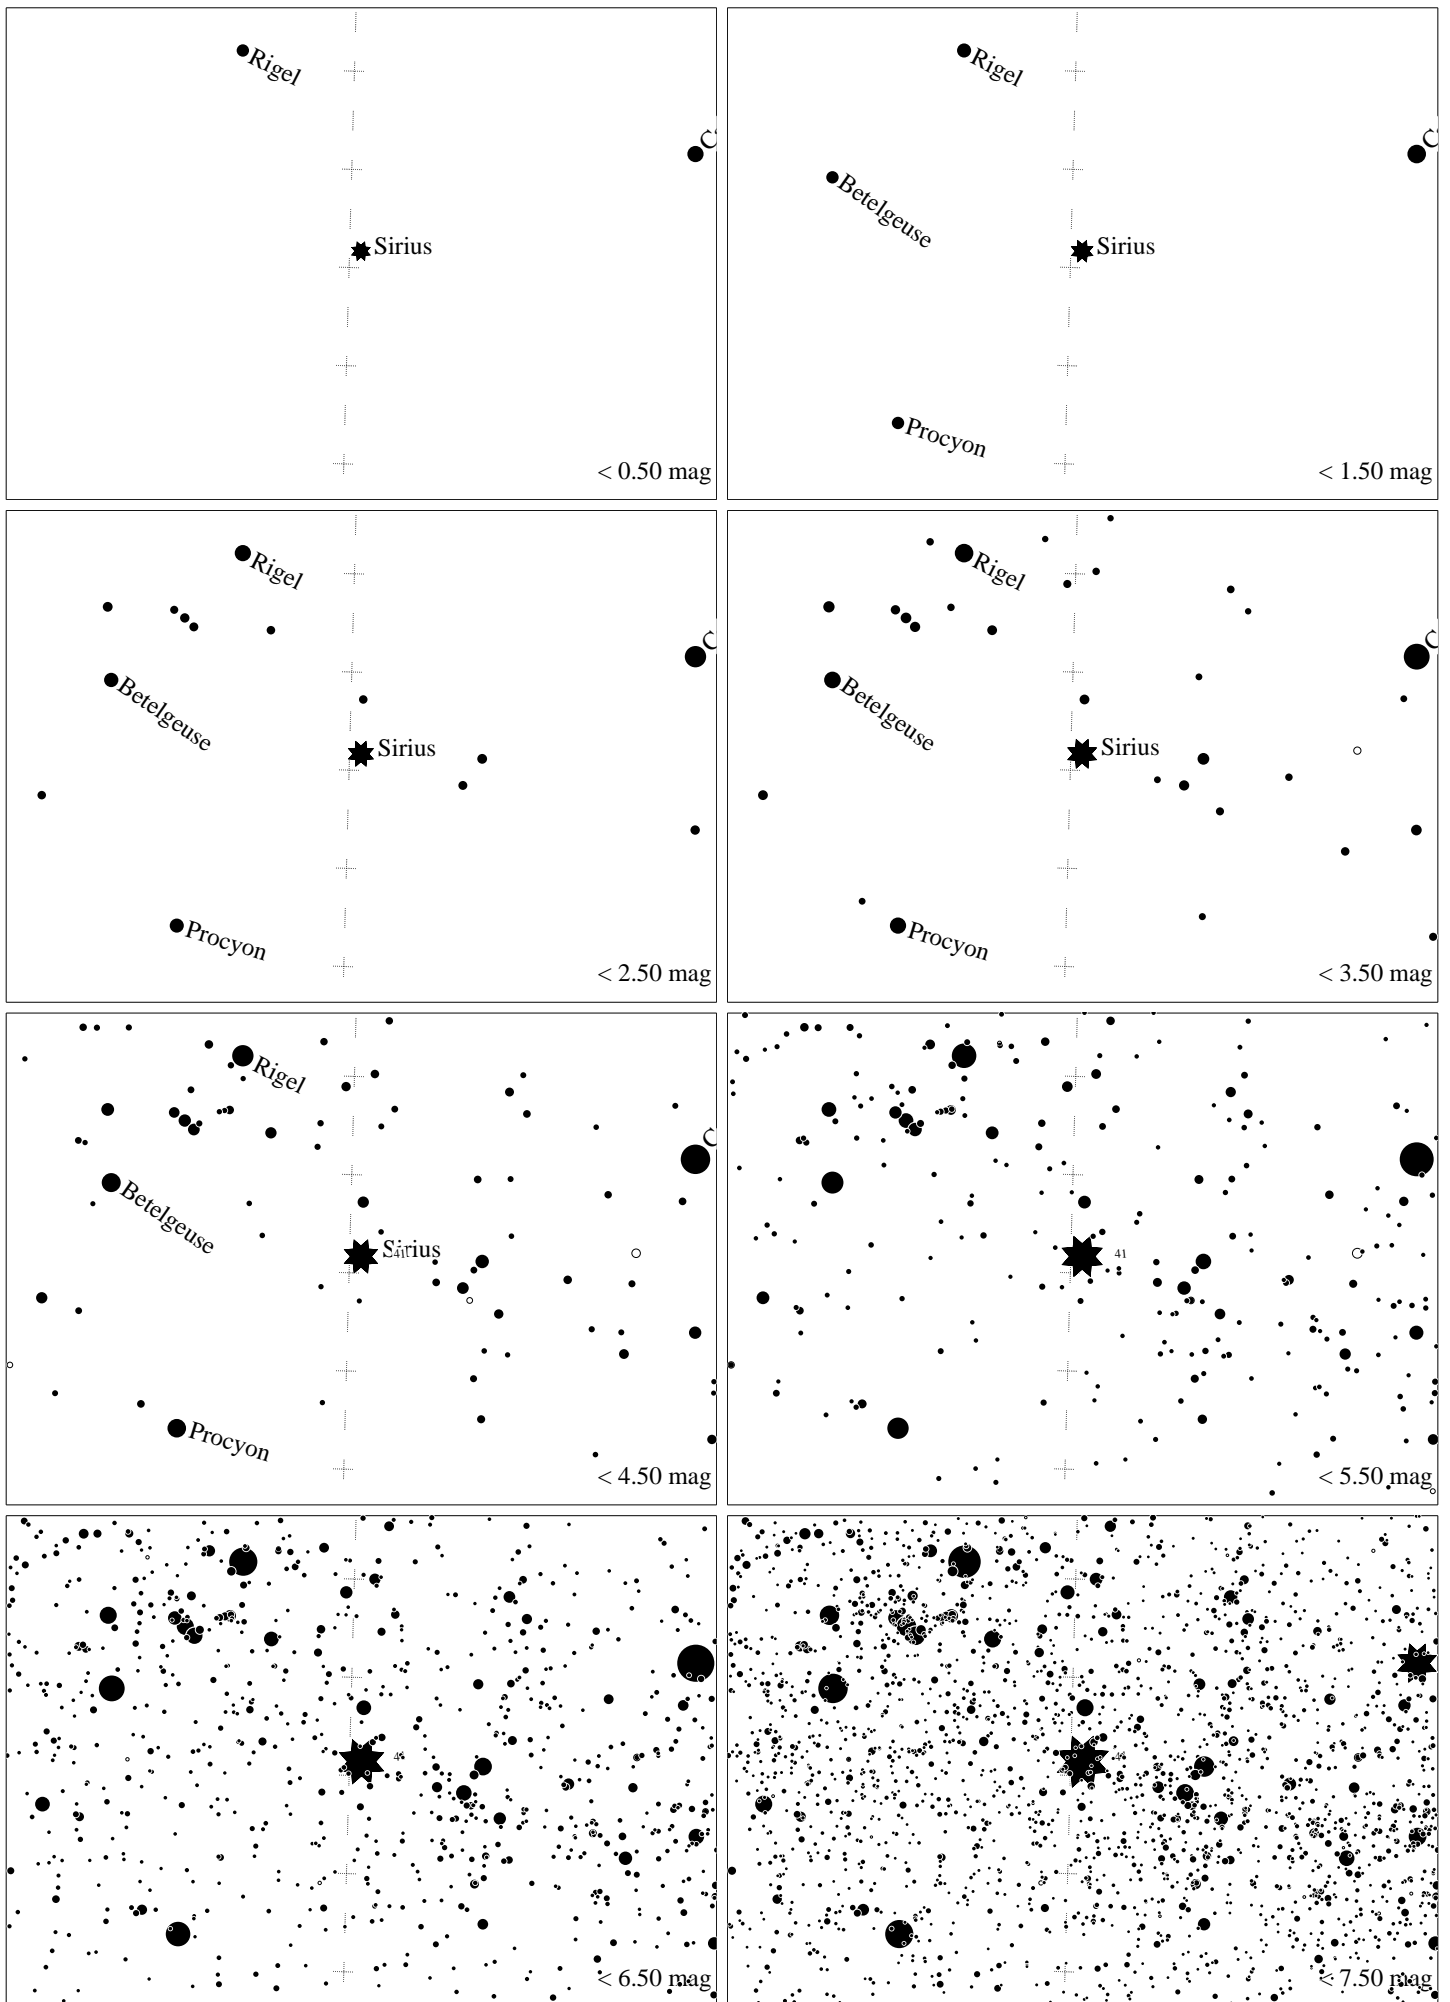 Rigel
C
Sirius
< 0.50 mag
Rigel
C
Betelgeuse
Sirius
Procyon
< 1.50 mag
Rigel
C
Betelgeuse
Sirius
Procyon
< 2.50 mag
Rigel
C
Betelgeuse
Sirius
Procyon
< 3.50 mag
Rigel
C
Betelgeuse
Sirius
41
Procyon
< 4.50 mag
41
< 5.50 mag
< 6.50 mag
< 7.50 mag